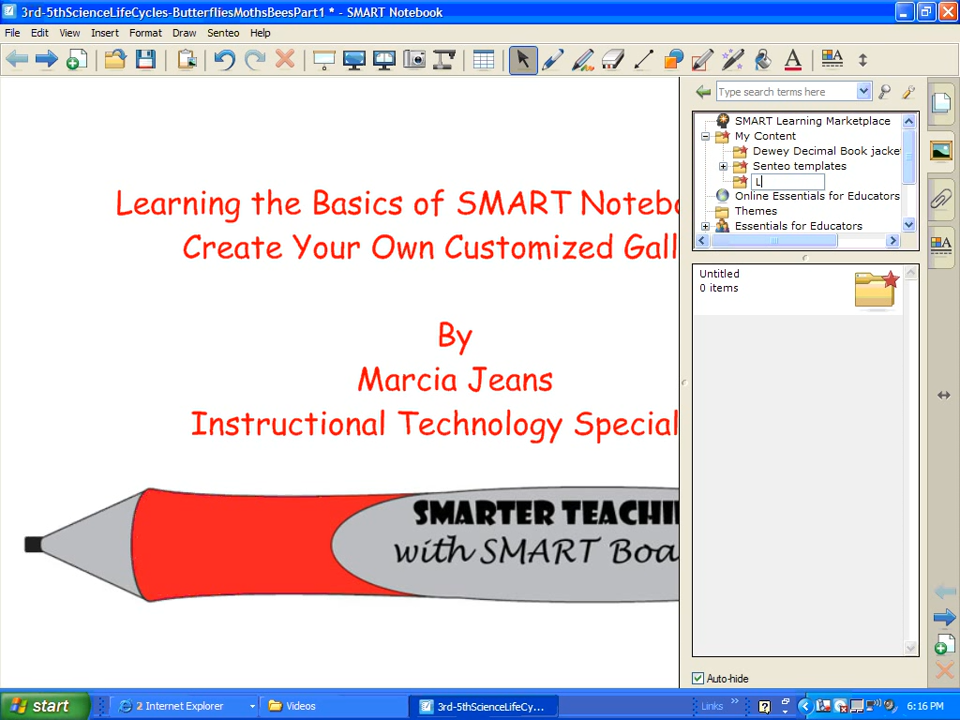 3rd-5thScienceLifeCycles-ButterfliesMothsBeesPart1 * - SMART Notebook
File Edit View Insert Format Draw Senteo Help
Type search terms here
SMART Learning Marketplace
My Content
Dewey Decimal Book jacke
Senteo templates
L
Online Essentials for Educators
Themes
Essentials for Educators
Untitled
0 items
Learning the Basics of SMART Notebo
Create Your Own Customized Gall
By
Marcia Jeans
Instructional Technology Special
SMARTER TEACHIN
with SMART Boa
Auto-hide
start
2 Internet Explorer
Videos
3rd-5thScienceLifeCy...
Links
6:16 PM